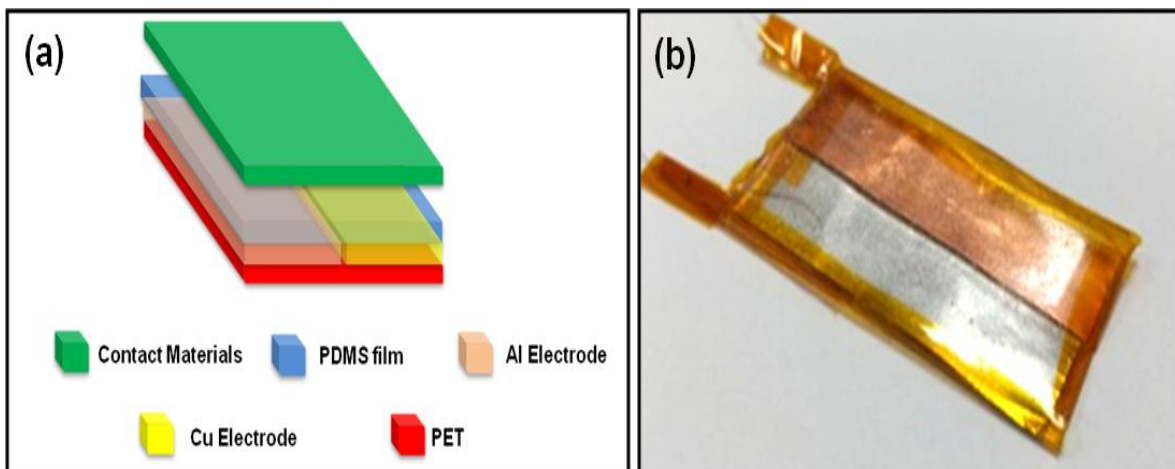 (a)
Contact Materials
PDMS film
Al Electrode
Cu Electrode
PET
(b)